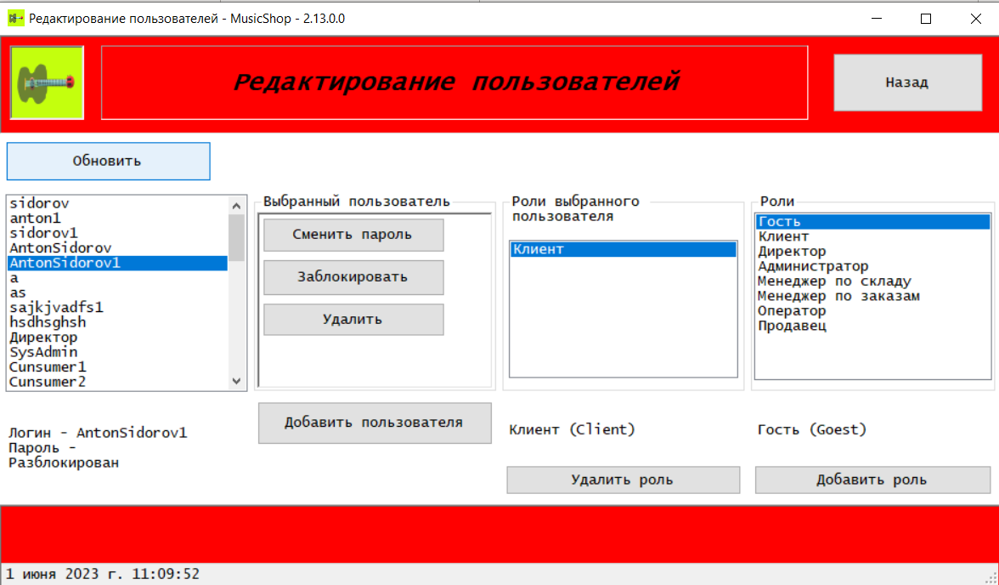 Редактирование пользователей - MusicShop - 2.13.0.0
Редактирование пользователей
Назад
Обновить
sidorov
anton1
sidorov1
AntonSidorov
AntonSidorov1
a
as
sajkjvadfs1
hsdhsghsh
Директор
SysAdmin
Cunsumer1
Cunsumer2
Выбранный пользователь
Сменить пароль
Заблокировать
Удалить
Роли выбранного
пользователя
Клиент
Роли
Гость
Клиент
Директор
Администратор
Менеджер по складу
Менеджер по заказам
Оператор
Продавец
Логин - AntonSidorov1
Пароль -
Разблокирован
Добавить пользователя
Клиент (Client)
Удалить роль
Гость (Goest)
Добавить роль
1 июня 2023 г. 11:09:52